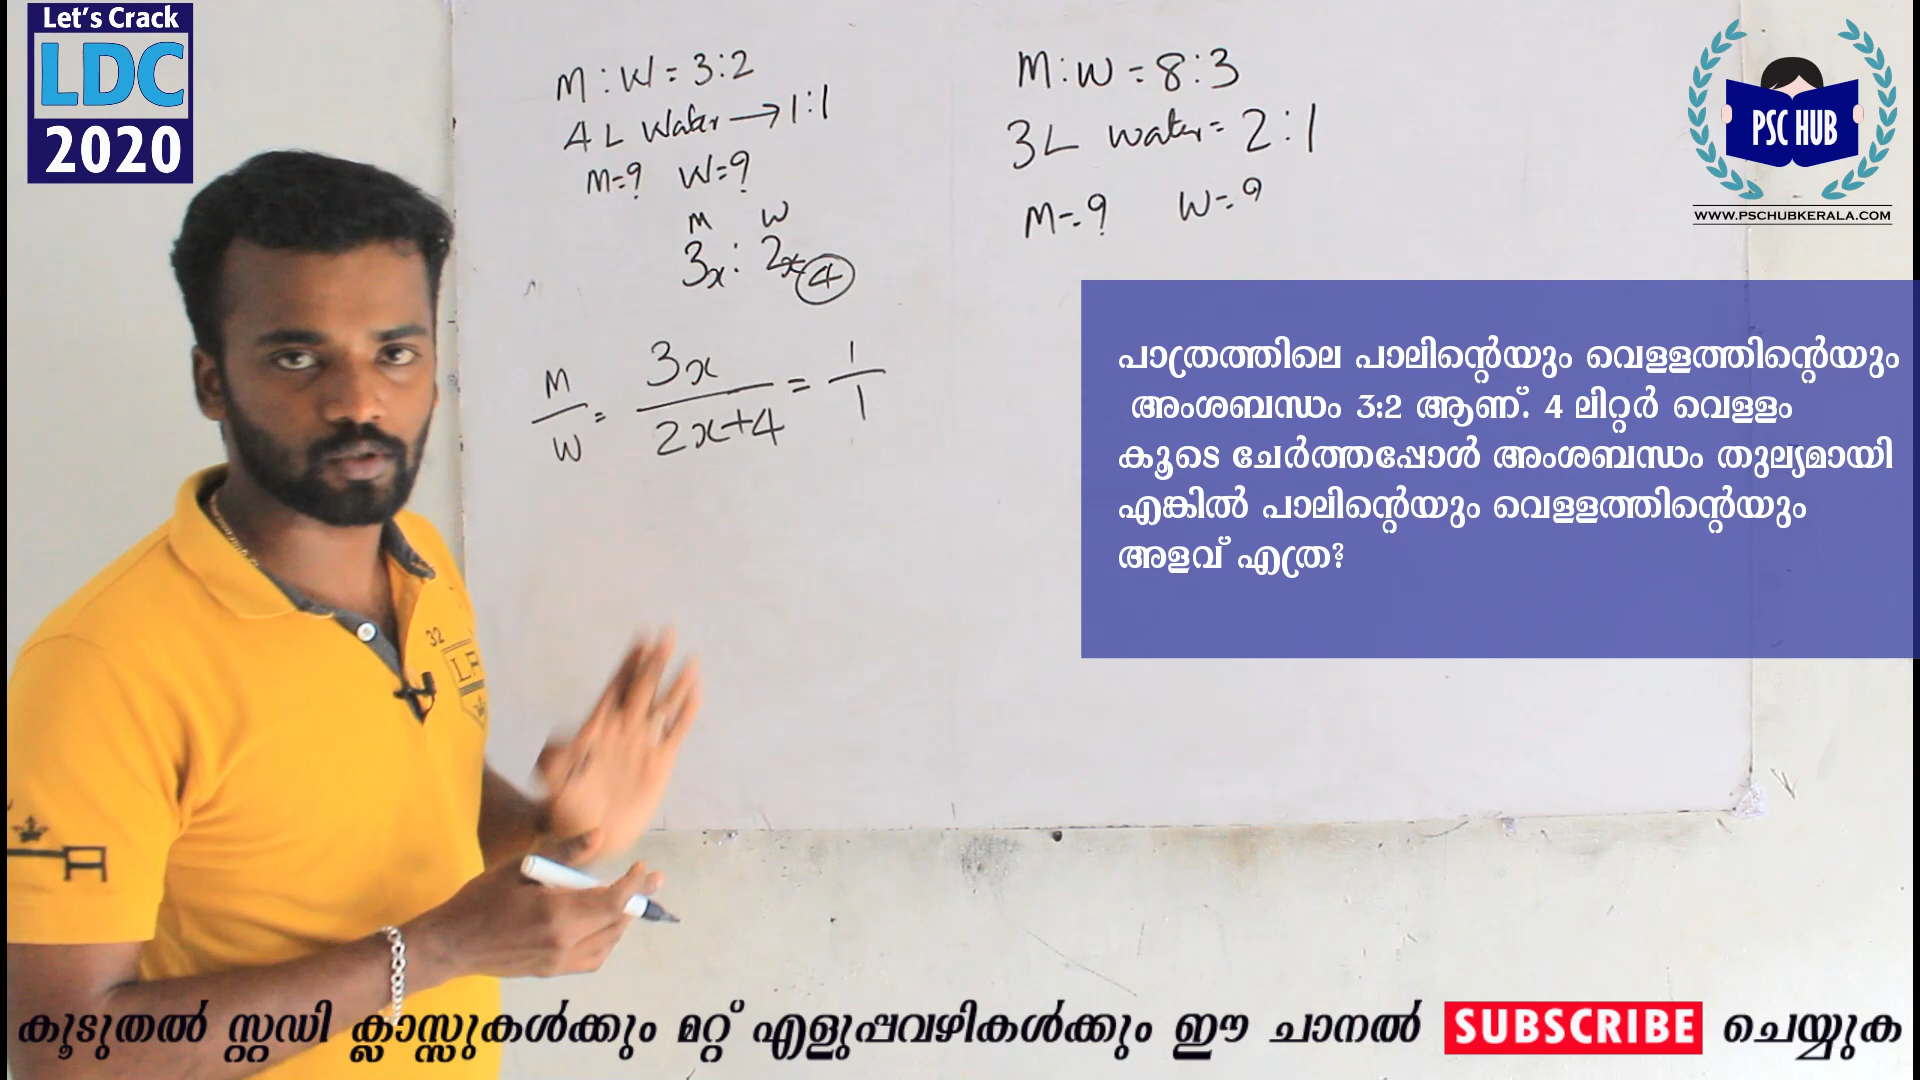 Let's Crack
LDC
2020
M : W = 3:2
4 L Water → 1:1
M=? W=?
M W
3x : 2x 4
M/W = 3x/2x+4 = 1/1
M:W = 8:3
3L water = 2:1
M=? W=?
PSC HUB
WWW.PSCHUBKERALA.COM
പാത്രത്തിലെ പാലിന്റെയും വെള്ളത്തിന്റെയും
അംശബന്ധം 3:2 ആണ്. 4 ലിറ്റർ വെള്ളം
കൂടെ ചേർത്തപ്പോൾ അംശബന്ധം തുല്യമായി
എങ്കിൽ പാലിന്റെയും വെള്ളത്തിന്റെയും
അളവ് എത്ര?
32
കൂടുതൽ സ്റ്റഡി ക്ലാസ്സുകൾക്കും മറ്റ് എളുപ്പവഴികൾക്കും ഈ ചാനൽ SUBSCRIBE ചെയ്യുക